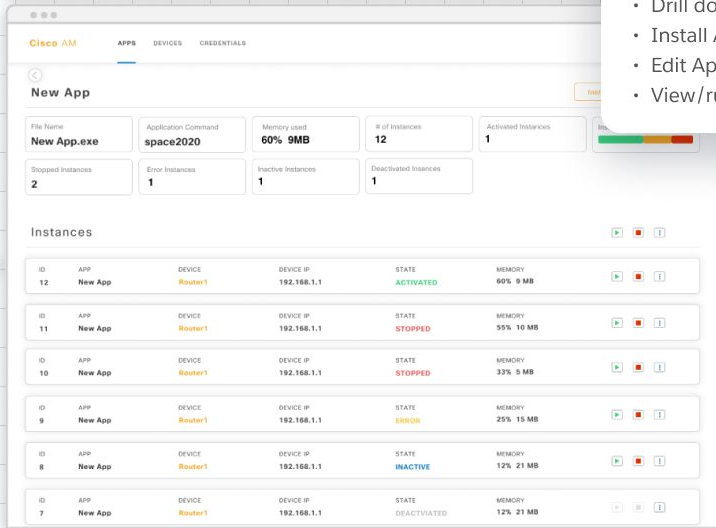 • Drill do
• Install A
• Edit Ap
• View/ru
Cisco AM APPS DEVICES CREDENTIALS
New App
Inst
File Name
New App.exe
Application Command
space2020
Memory used
60% 9MB
# of Instances
12
Activated Instances
1
Stopped Instances
2
Error Instances
1
Inactive Instances
1
Deactivated Insances
1
Instances
ID APP DEVICE DEVICE IP STATE MEMORY
12 New App Router1 192.168.1.1 ACTIVATED 60% 9 MB
ID APP DEVICE DEVICE IP STATE MEMORY
11 New App Router1 192.168.1.1 STOPPED 55% 10 MB
ID APP DEVICE DEVICE IP STATE MEMORY
10 New App Router1 192.168.1.1 STOPPED 33% 5 MB
ID APP DEVICE DEVICE IP STATE MEMORY
9 New App Router1 192.168.1.1 ERROR 25% 15 MB
ID APP DEVICE DEVICE IP STATE MEMORY
8 New App Router1 192.168.1.1 INACTIVE 12% 21 MB
ID APP DEVICE DEVICE IP STATE MEMORY
7 New App Router1 192.168.1.1 DEACTIVIATED 12% 21 MB